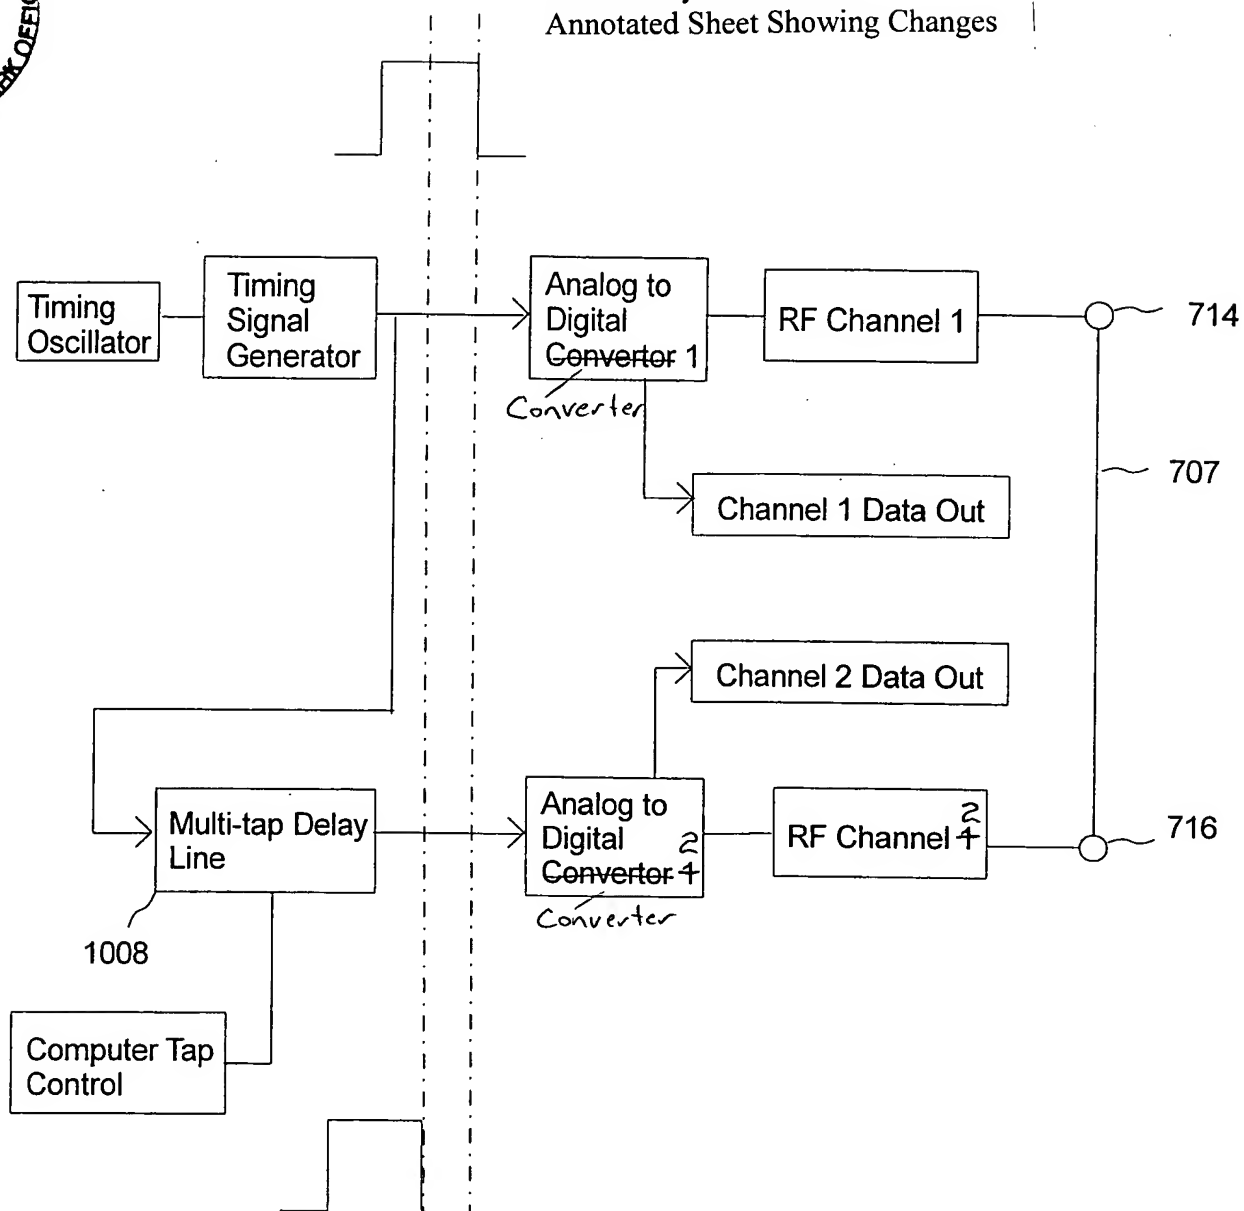 Annotated Sheet Showing Changes
Timing
Oscillator
Timing
Signal
Generator
Analog to
Digital
Convertor 1
Converter
RF Channel 1
714
707
Channel 1 Data Out
Channel 2 Data Out
Multi-tap Delay
Line
1008
Analog to
Digital 2
Convertor 1
Converter
2
RF Channel 1
716
Computer Tap
Control